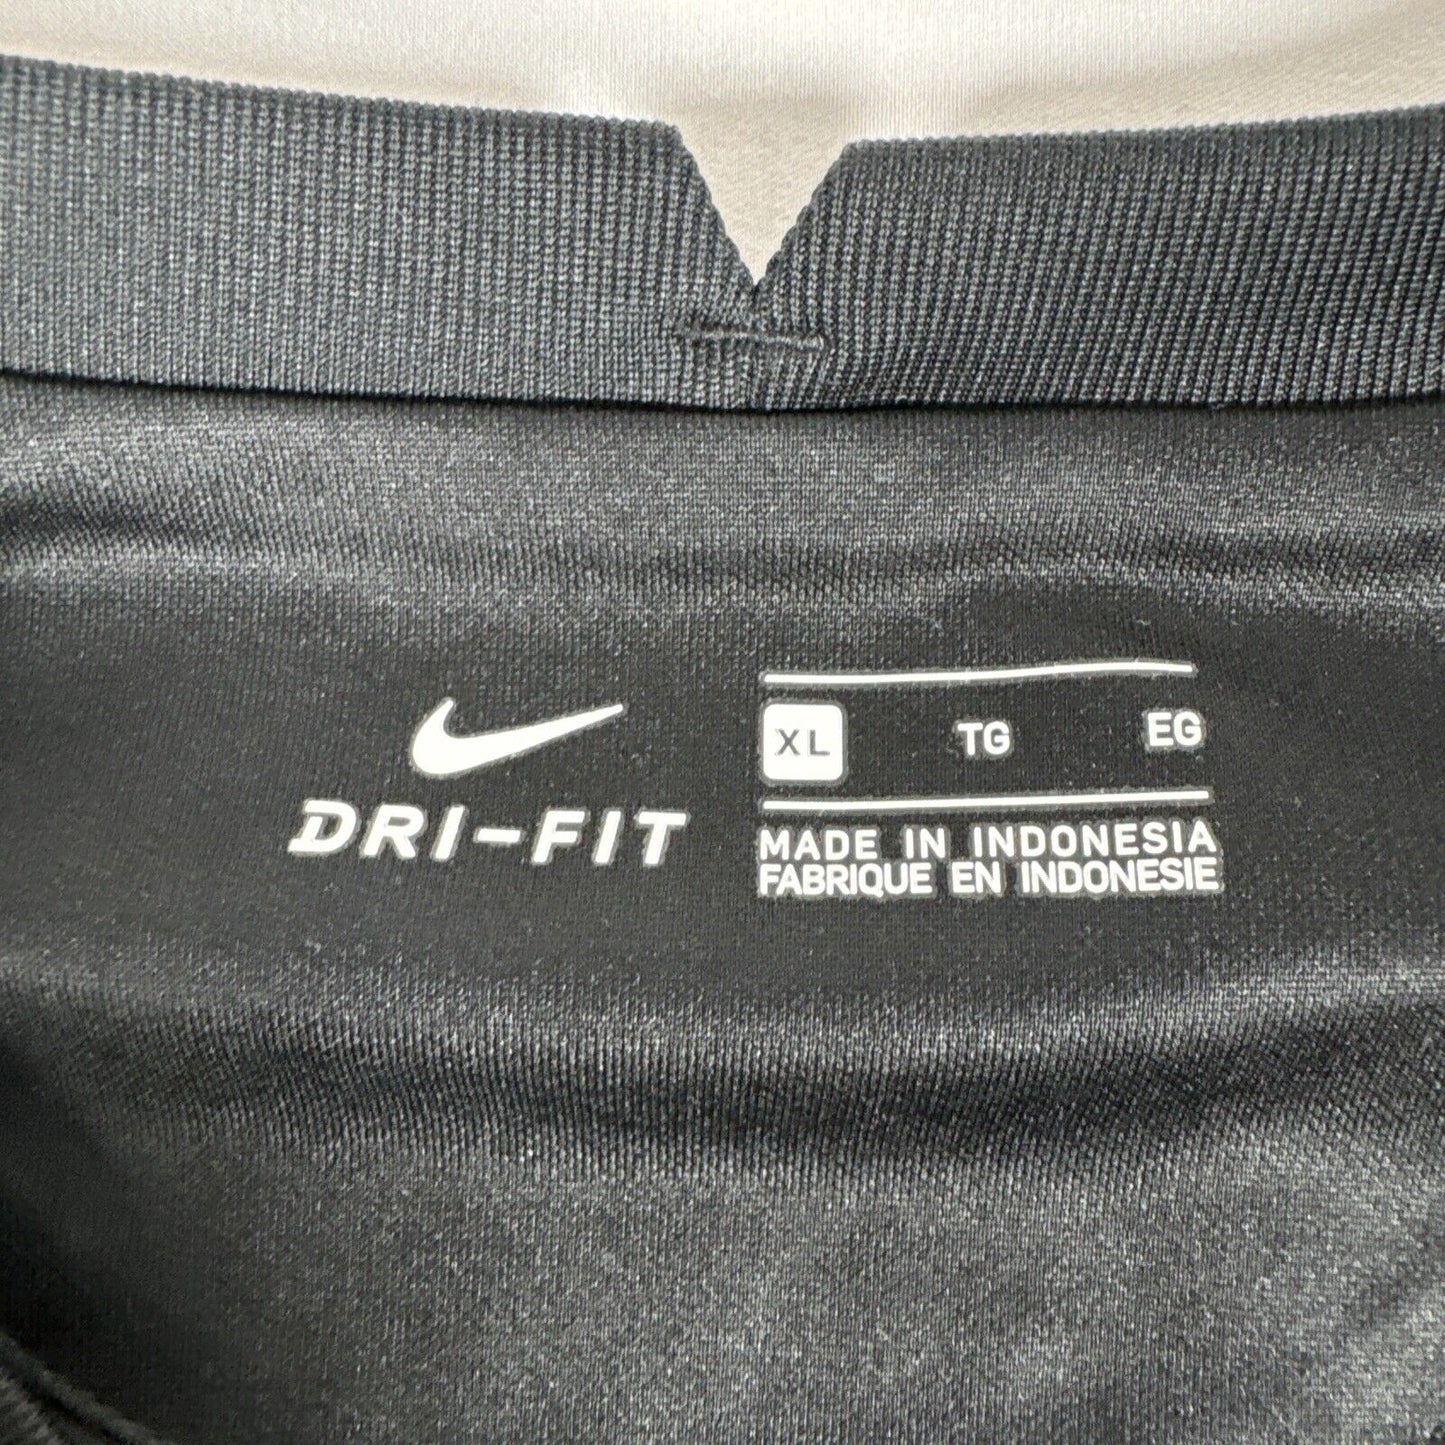 DRI-FIT
XL TG EG
MADE IN INDONESIA
FABRIQUE EN INDONESIE